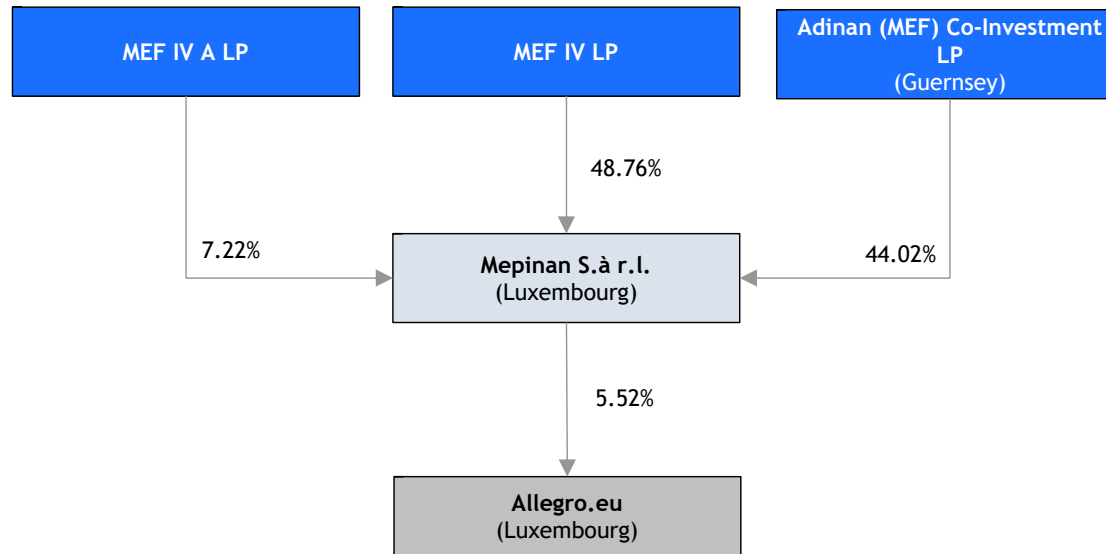 MEF IV A LP
MEF IV LP
Adinan (MEF) Co-Investment
LP
(Guernsey)
48.76%
7.22%
44.02%
Mepinan S.à r.l.
(Luxembourg)
5.52%
Allegro.eu
(Luxembourg)